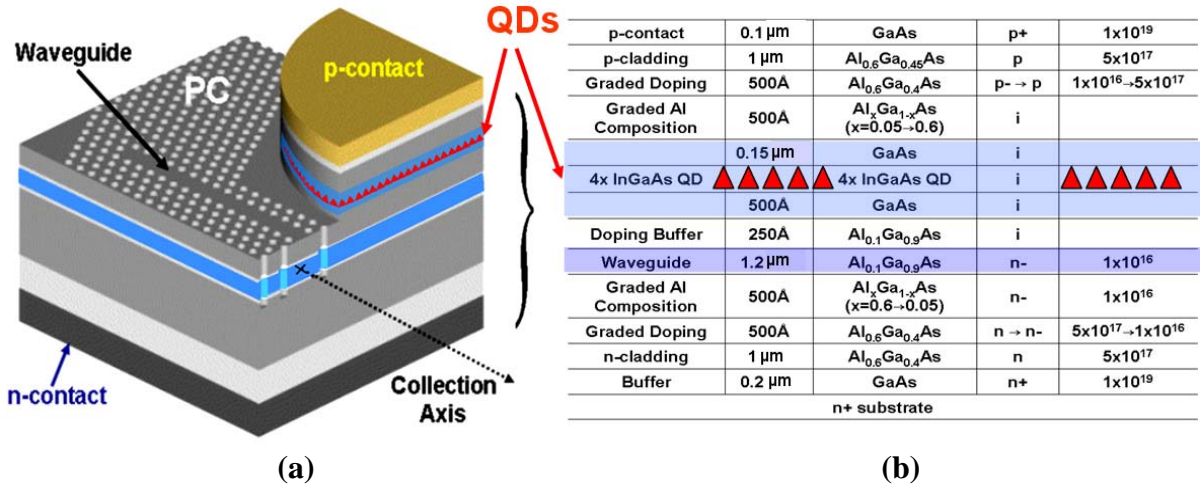 QDs
Waveguide
PC
p-contact
n-contact
Collection
Axis
(a)
p-contact 0.1 μm GaAs p+ 1x10¹⁹
p-cladding 1 μm Al₀.₆Ga₀.₄₅As p 5x10¹⁷
Graded Doping 500Å Al₀.₆Ga₀.₄As p- → p 1x10¹⁶→5x10¹⁷
Graded Al Composition 500Å AlₓGa₁₋ₓAs (x=0.05→0.6) i
0.15 μm GaAs i
4x InGaAs QD 4x InGaAs QD i
500Å GaAs i
Doping Buffer 250Å Al₀.₁Ga₀.₉As i
Waveguide 1.2 μm Al₀.₁Ga₀.₉As n- 1x10¹⁶
Graded Al Composition 500Å AlₓGa₁₋ₓAs (x=0.6→0.05) n- 1x10¹⁶
Graded Doping 500Å Al₀.₆Ga₀.₄As n → n- 5x10¹⁷→1x10¹⁶
n-cladding 1 μm Al₀.₆Ga₀.₄As n 5x10¹⁷
Buffer 0.2 μm GaAs n+ 1x10¹⁹
n+ substrate
(b)